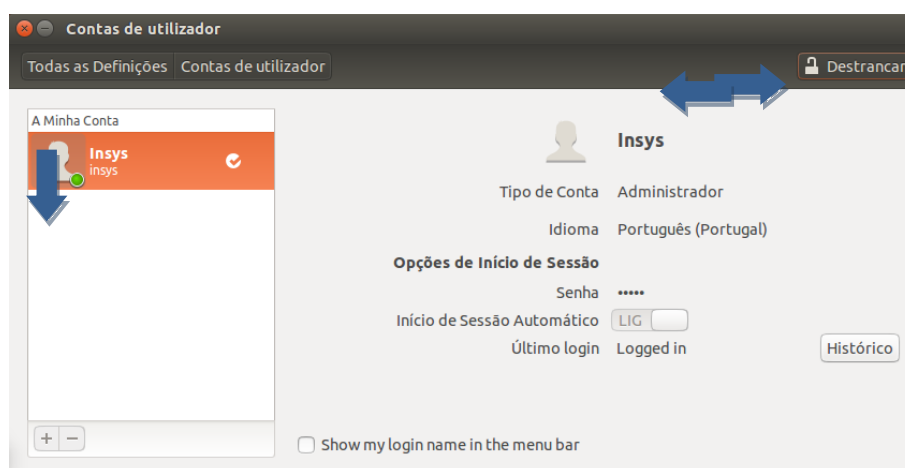 Contas de utilizador
Todas as Definições Contas de utilizador Destrancar
A Minha Conta
Insys
insys
Insys
Tipo de Conta Administrador
Idioma Português (Portugal)
Opções de Início de Sessão
Senha •••••
Início de Sessão Automático LIG
Último login Logged in Histórico
+ −
Show my login name in the menu bar